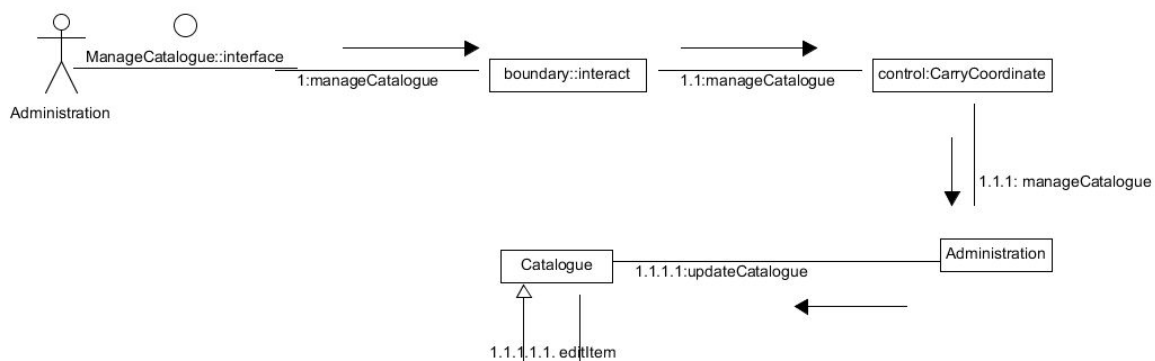 ManageCatalogue::interface
1:manageCatalogue
boundary::interact
1.1:manageCatalogue
control:CarryCoordinate
Administration
1.1.1: manageCatalogue
Catalogue
1.1.1.1:updateCatalogue
Administration
1.1.1.1.1. editItem